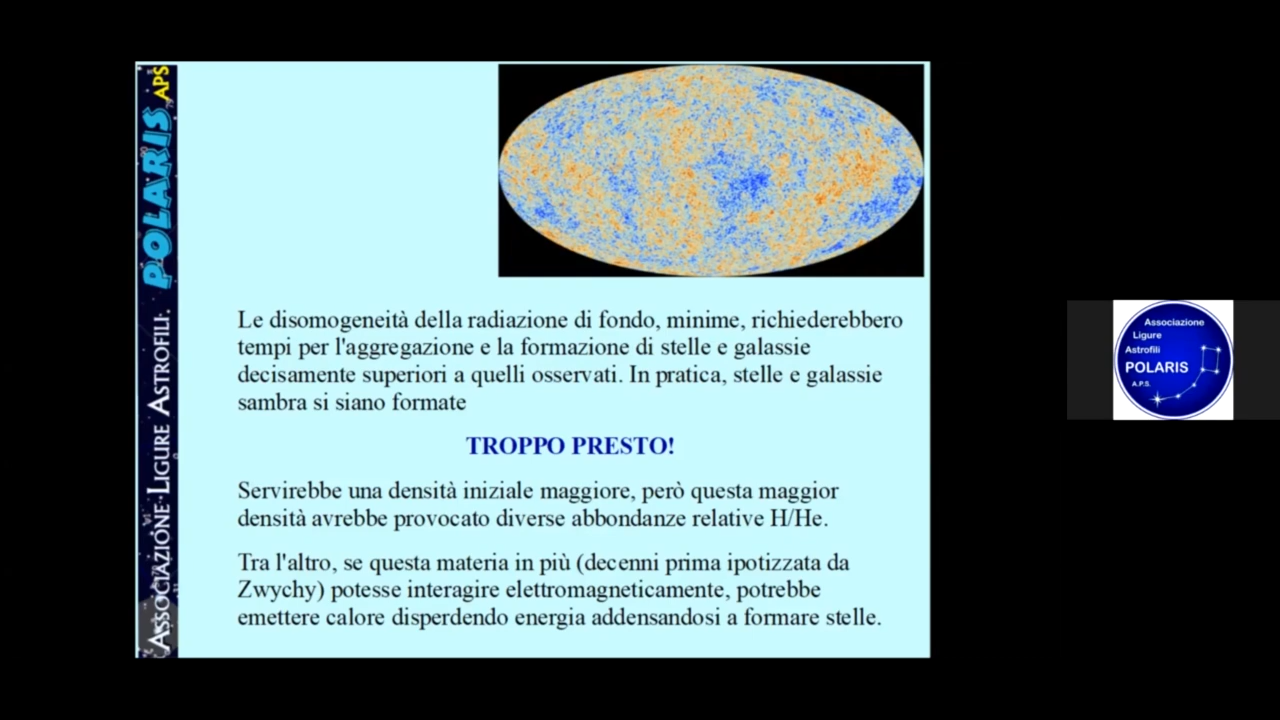 ASSOCIAZIONE LIGURE ASTROFILI POLARIS APS
Le disomogeneità della radiazione di fondo, minime, richiederebbero
tempi per l'aggregazione e la formazione di stelle e galassie
decisamente superiori a quelli osservati. In pratica, stelle e galassie
sambra si siano formate
TROPPO PRESTO!
Servirebbe una densità iniziale maggiore, però questa maggior
densità avrebbe provocato diverse abbondanze relative H/He.
Tra l'altro, se questa materia in più (decenni prima ipotizzata da
Zwychy) potesse interagire elettromagneticamente, potrebbe
emettere calore disperdendo energia addensandosi a formare stelle.
Associazione
Ligure
Astrofili
POLARIS
A.P.S.